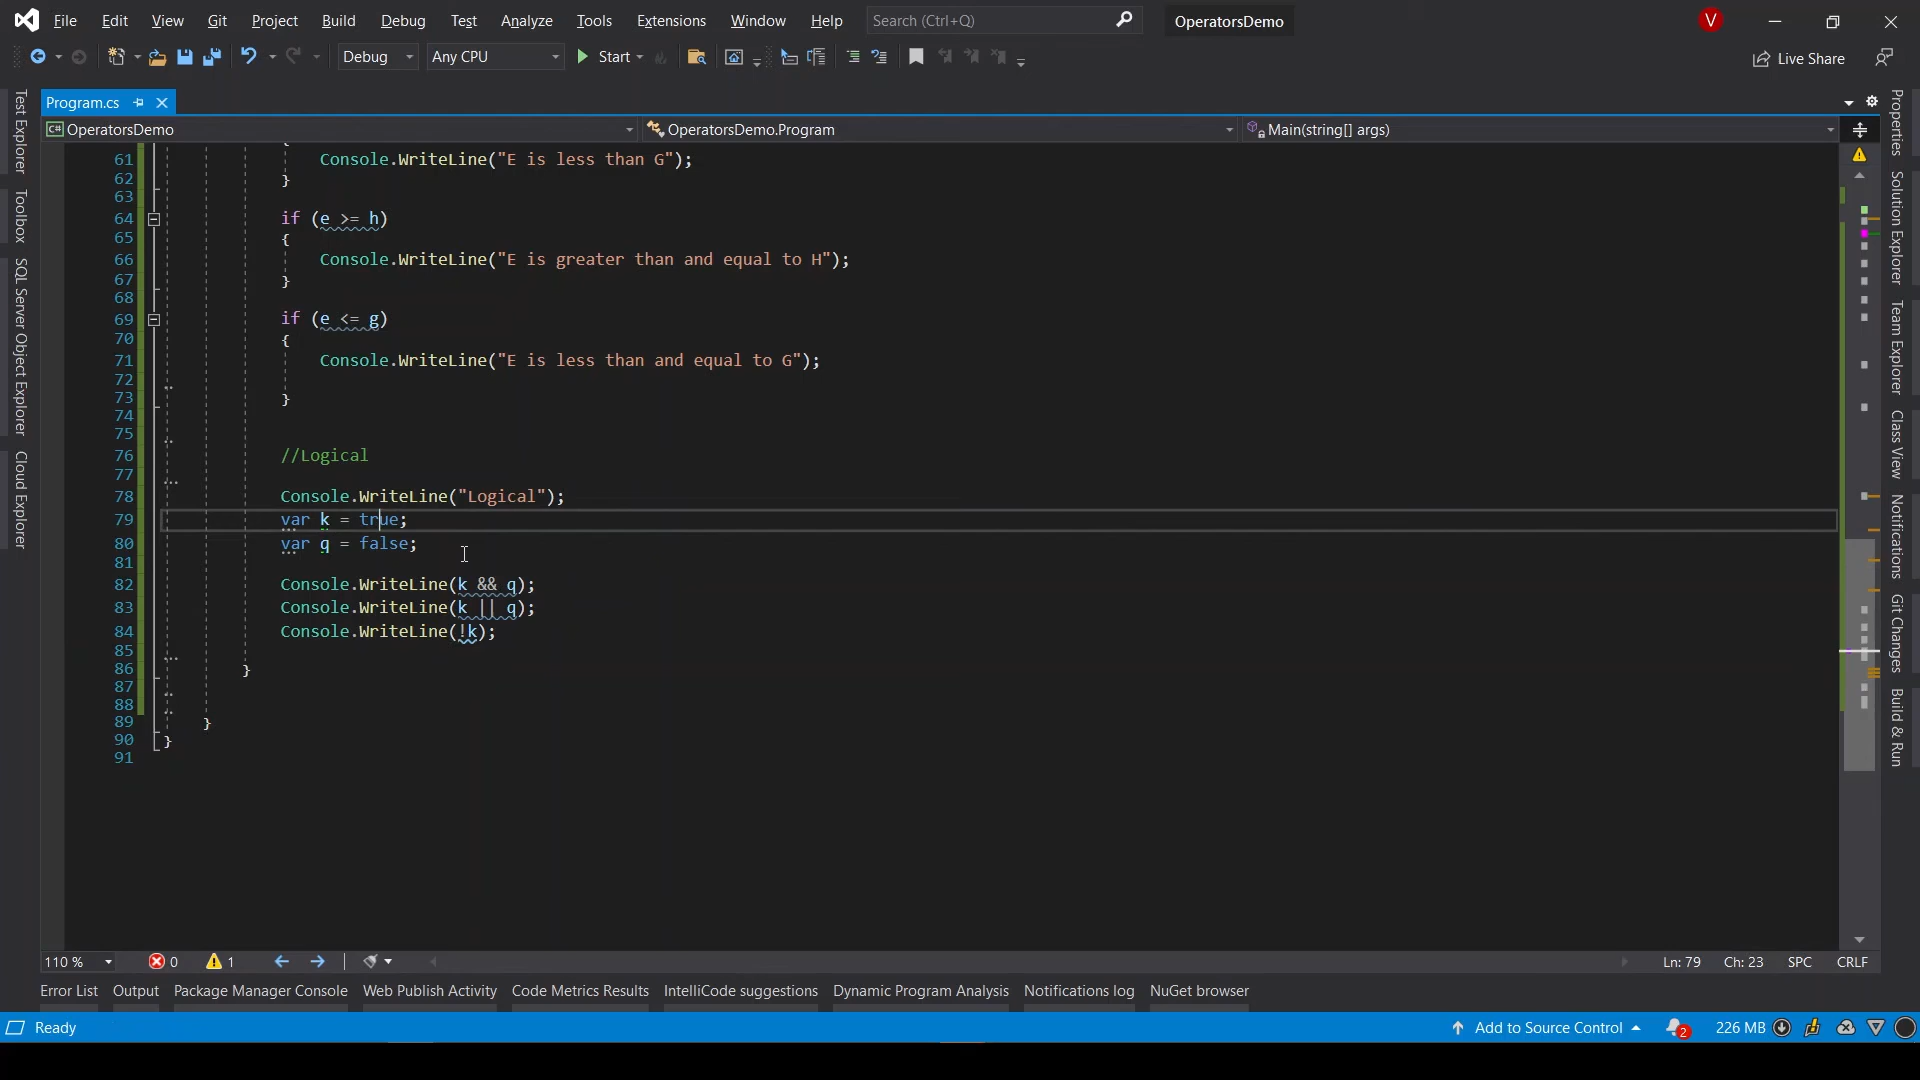 File Edit View Git Project Build Debug Test Analyze Tools Extensions Window Help Search (Ctrl+Q) OperatorsDemo V
Debug Any CPU Start Live Share
Program.cs
C# OperatorsDemo OperatorsDemo.Program Main(string[] args)
Test Explorer
Toolbox
SQL Server Object Explorer
Cloud Explorer
61 Console.WriteLine("E is less than G");
62 }
63
64 if (e >= h)
65 {
66 Console.WriteLine("E is greater than and equal to H");
67 }
68
69 if (e <= g)
70 {
71 Console.WriteLine("E is less than and equal to G");
72
73 }
74
75
76 //Logical
77
78 Console.WriteLine("Logical");
79 var k = true;
80 var q = false;
81
82 Console.WriteLine(k && q);
83 Console.WriteLine(k || q);
84 Console.WriteLine(!k);
85
86 }
87
88
89 }
90 }
91
Properties
Solution Explorer
Team Explorer
Notifications
Class View
Git Changes
Build & Run
110 % 0 1 Ln: 79 Ch: 23 SPC CRLF
Error List Output Package Manager Console Web Publish Activity Code Metrics Results IntelliCode suggestions Dynamic Program Analysis Notifications log NuGet browser
Ready Add to Source Control 2 226 MB